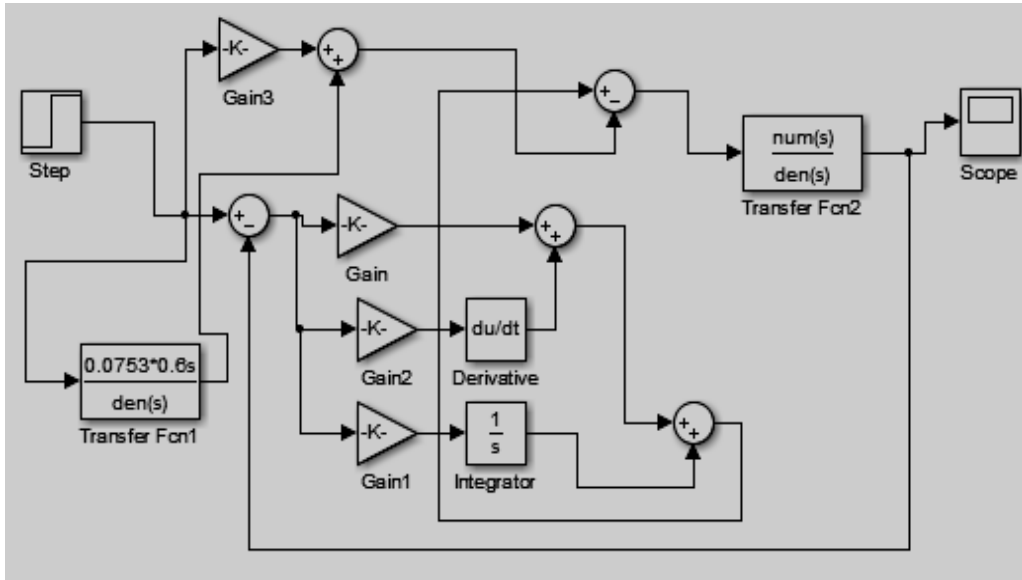 -K-
+
+
Gain3
Step
+
−
num(s)
den(s)
Transfer Fcn2
Scope
+
−
-K-
Gain
+
+
-K-
Gain2
du/dt
Derivative
0.0753*0.6s
den(s)
Transfer Fcn1
-K-
Gain1
1
s
Integrator
+
+